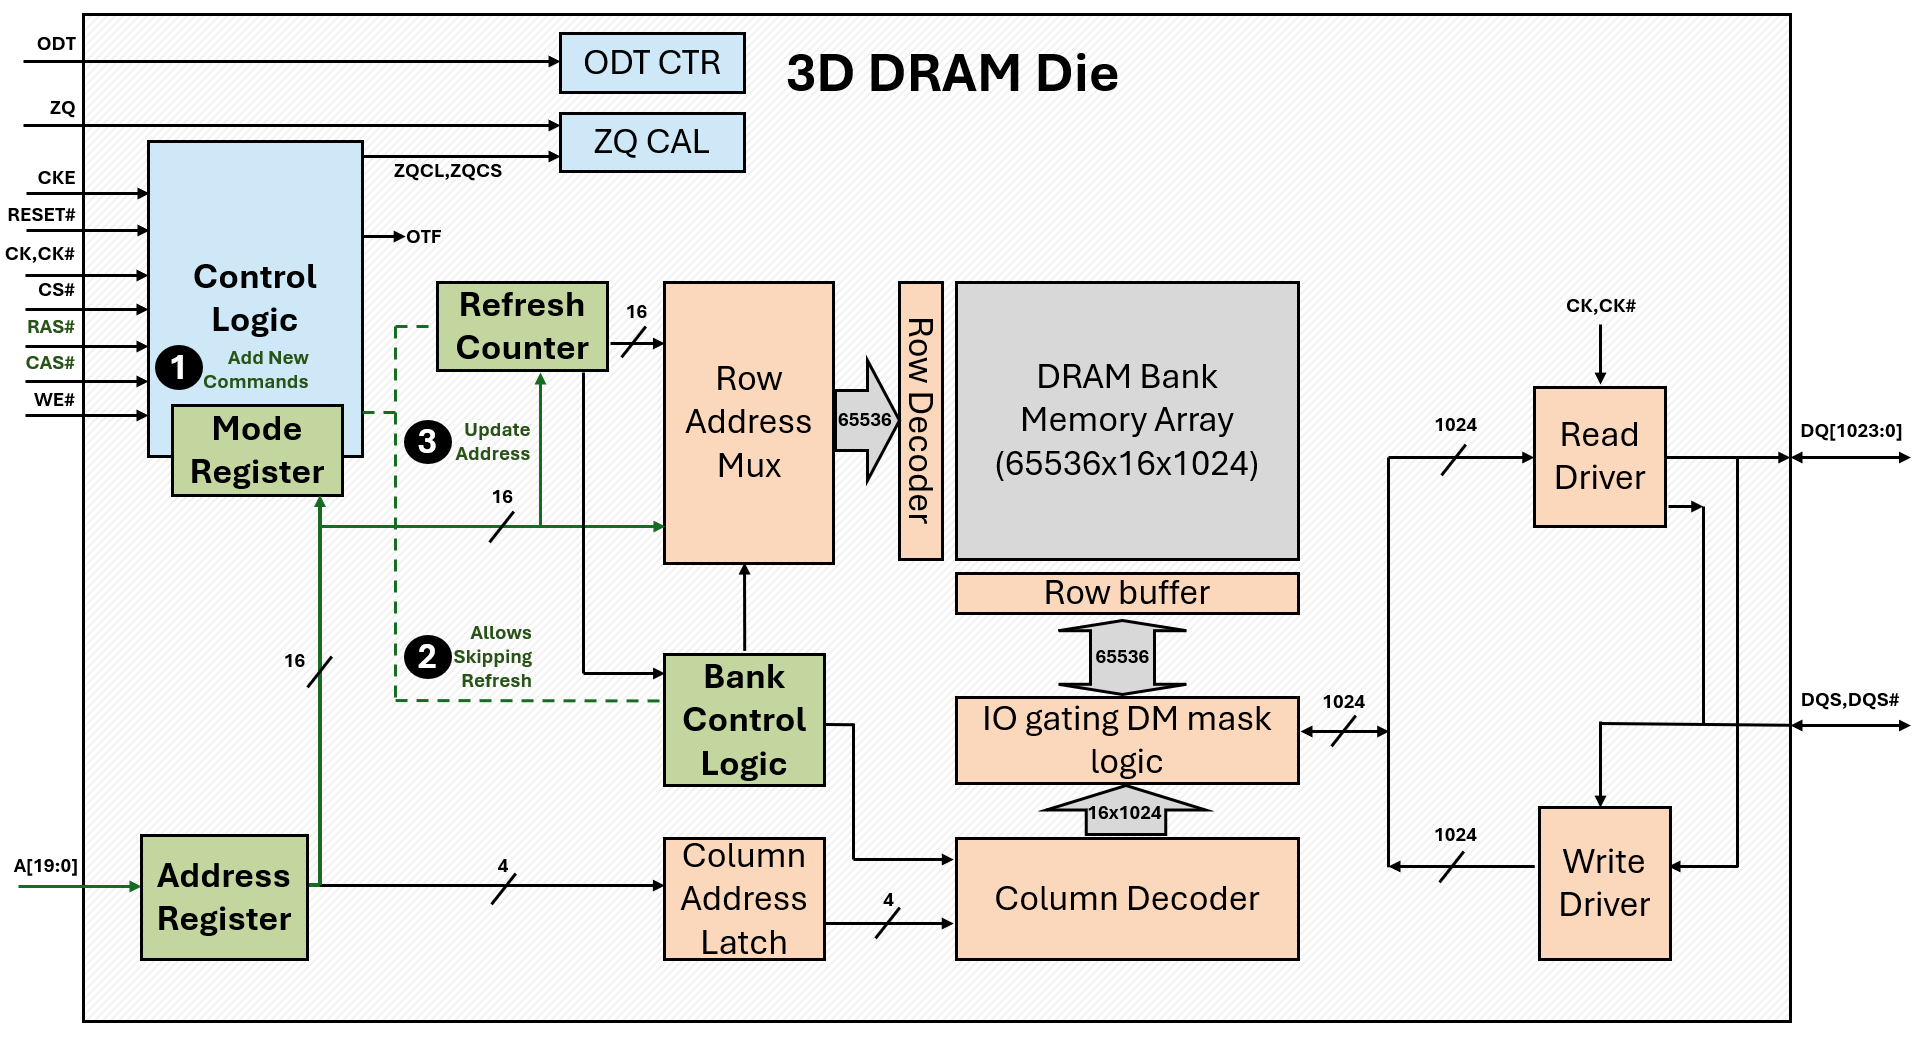 ODT
ODT CTR
3D DRAM Die
ZQ
ZQ CAL
ZQCL,ZQCS
CKE
RESET#
CK,CK#
CS#
RAS#
CAS#
WE#
Control
Logic
1
Add New
Commands
Mode
Register
OTF
Refresh
Counter
16
3
Update
Address
16
16
2
Allows
Skipping
Refresh
Row
Address
Mux
65536
Row Decoder
DRAM Bank
Memory Array
(65536x16x1024)
Row buffer
65536
IO gating DM mask
logic
16x1024
Column Decoder
Bank
Control
Logic
A[19:0]
Address
Register
4
Column
Address
Latch
4
1024
1024
1024
CK,CK#
Read
Driver
DQ[1023:0]
DQS,DQS#
Write
Driver